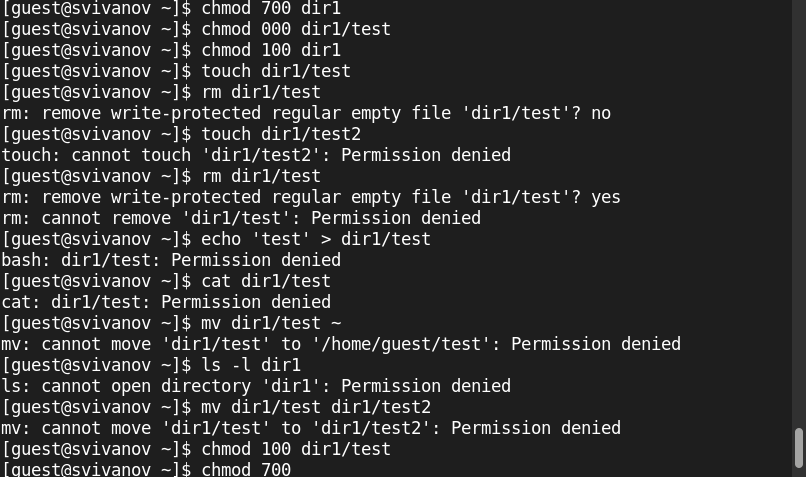 [guest@svivanov ~]$ chmod 700 dir1
[guest@svivanov ~]$ chmod 000 dir1/test
[guest@svivanov ~]$ chmod 100 dir1
[guest@svivanov ~]$ touch dir1/test
[guest@svivanov ~]$ rm dir1/test
rm: remove write-protected regular empty file 'dir1/test'? no
[guest@svivanov ~]$ touch dir1/test2
touch: cannot touch 'dir1/test2': Permission denied
[guest@svivanov ~]$ rm dir1/test
rm: remove write-protected regular empty file 'dir1/test'? yes
rm: cannot remove 'dir1/test': Permission denied
[guest@svivanov ~]$ echo 'test' > dir1/test
bash: dir1/test: Permission denied
[guest@svivanov ~]$ cat dir1/test
cat: dir1/test: Permission denied
[guest@svivanov ~]$ mv dir1/test ~
mv: cannot move 'dir1/test' to '/home/guest/test': Permission denied
[guest@svivanov ~]$ ls -l dir1
ls: cannot open directory 'dir1': Permission denied
[guest@svivanov ~]$ mv dir1/test dir1/test2
mv: cannot move 'dir1/test' to 'dir1/test2': Permission denied
[guest@svivanov ~]$ chmod 100 dir1/test
[guest@svivanov ~]$ chmod 700